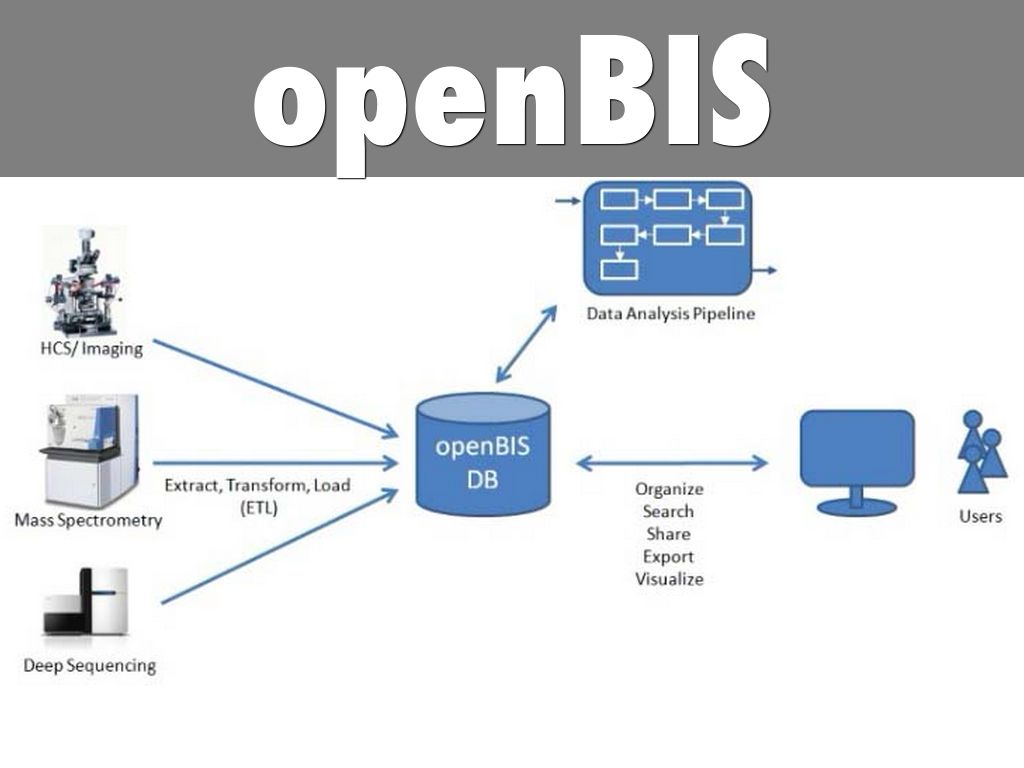 openBIS
Data Analysis Pipeline
HCS/ Imaging
openBIS
DB
Extract, Transform, Load
(ETL)
Mass Spectrometry
Organize
Search
Share
Export
Visualize
Users
Deep Sequencing